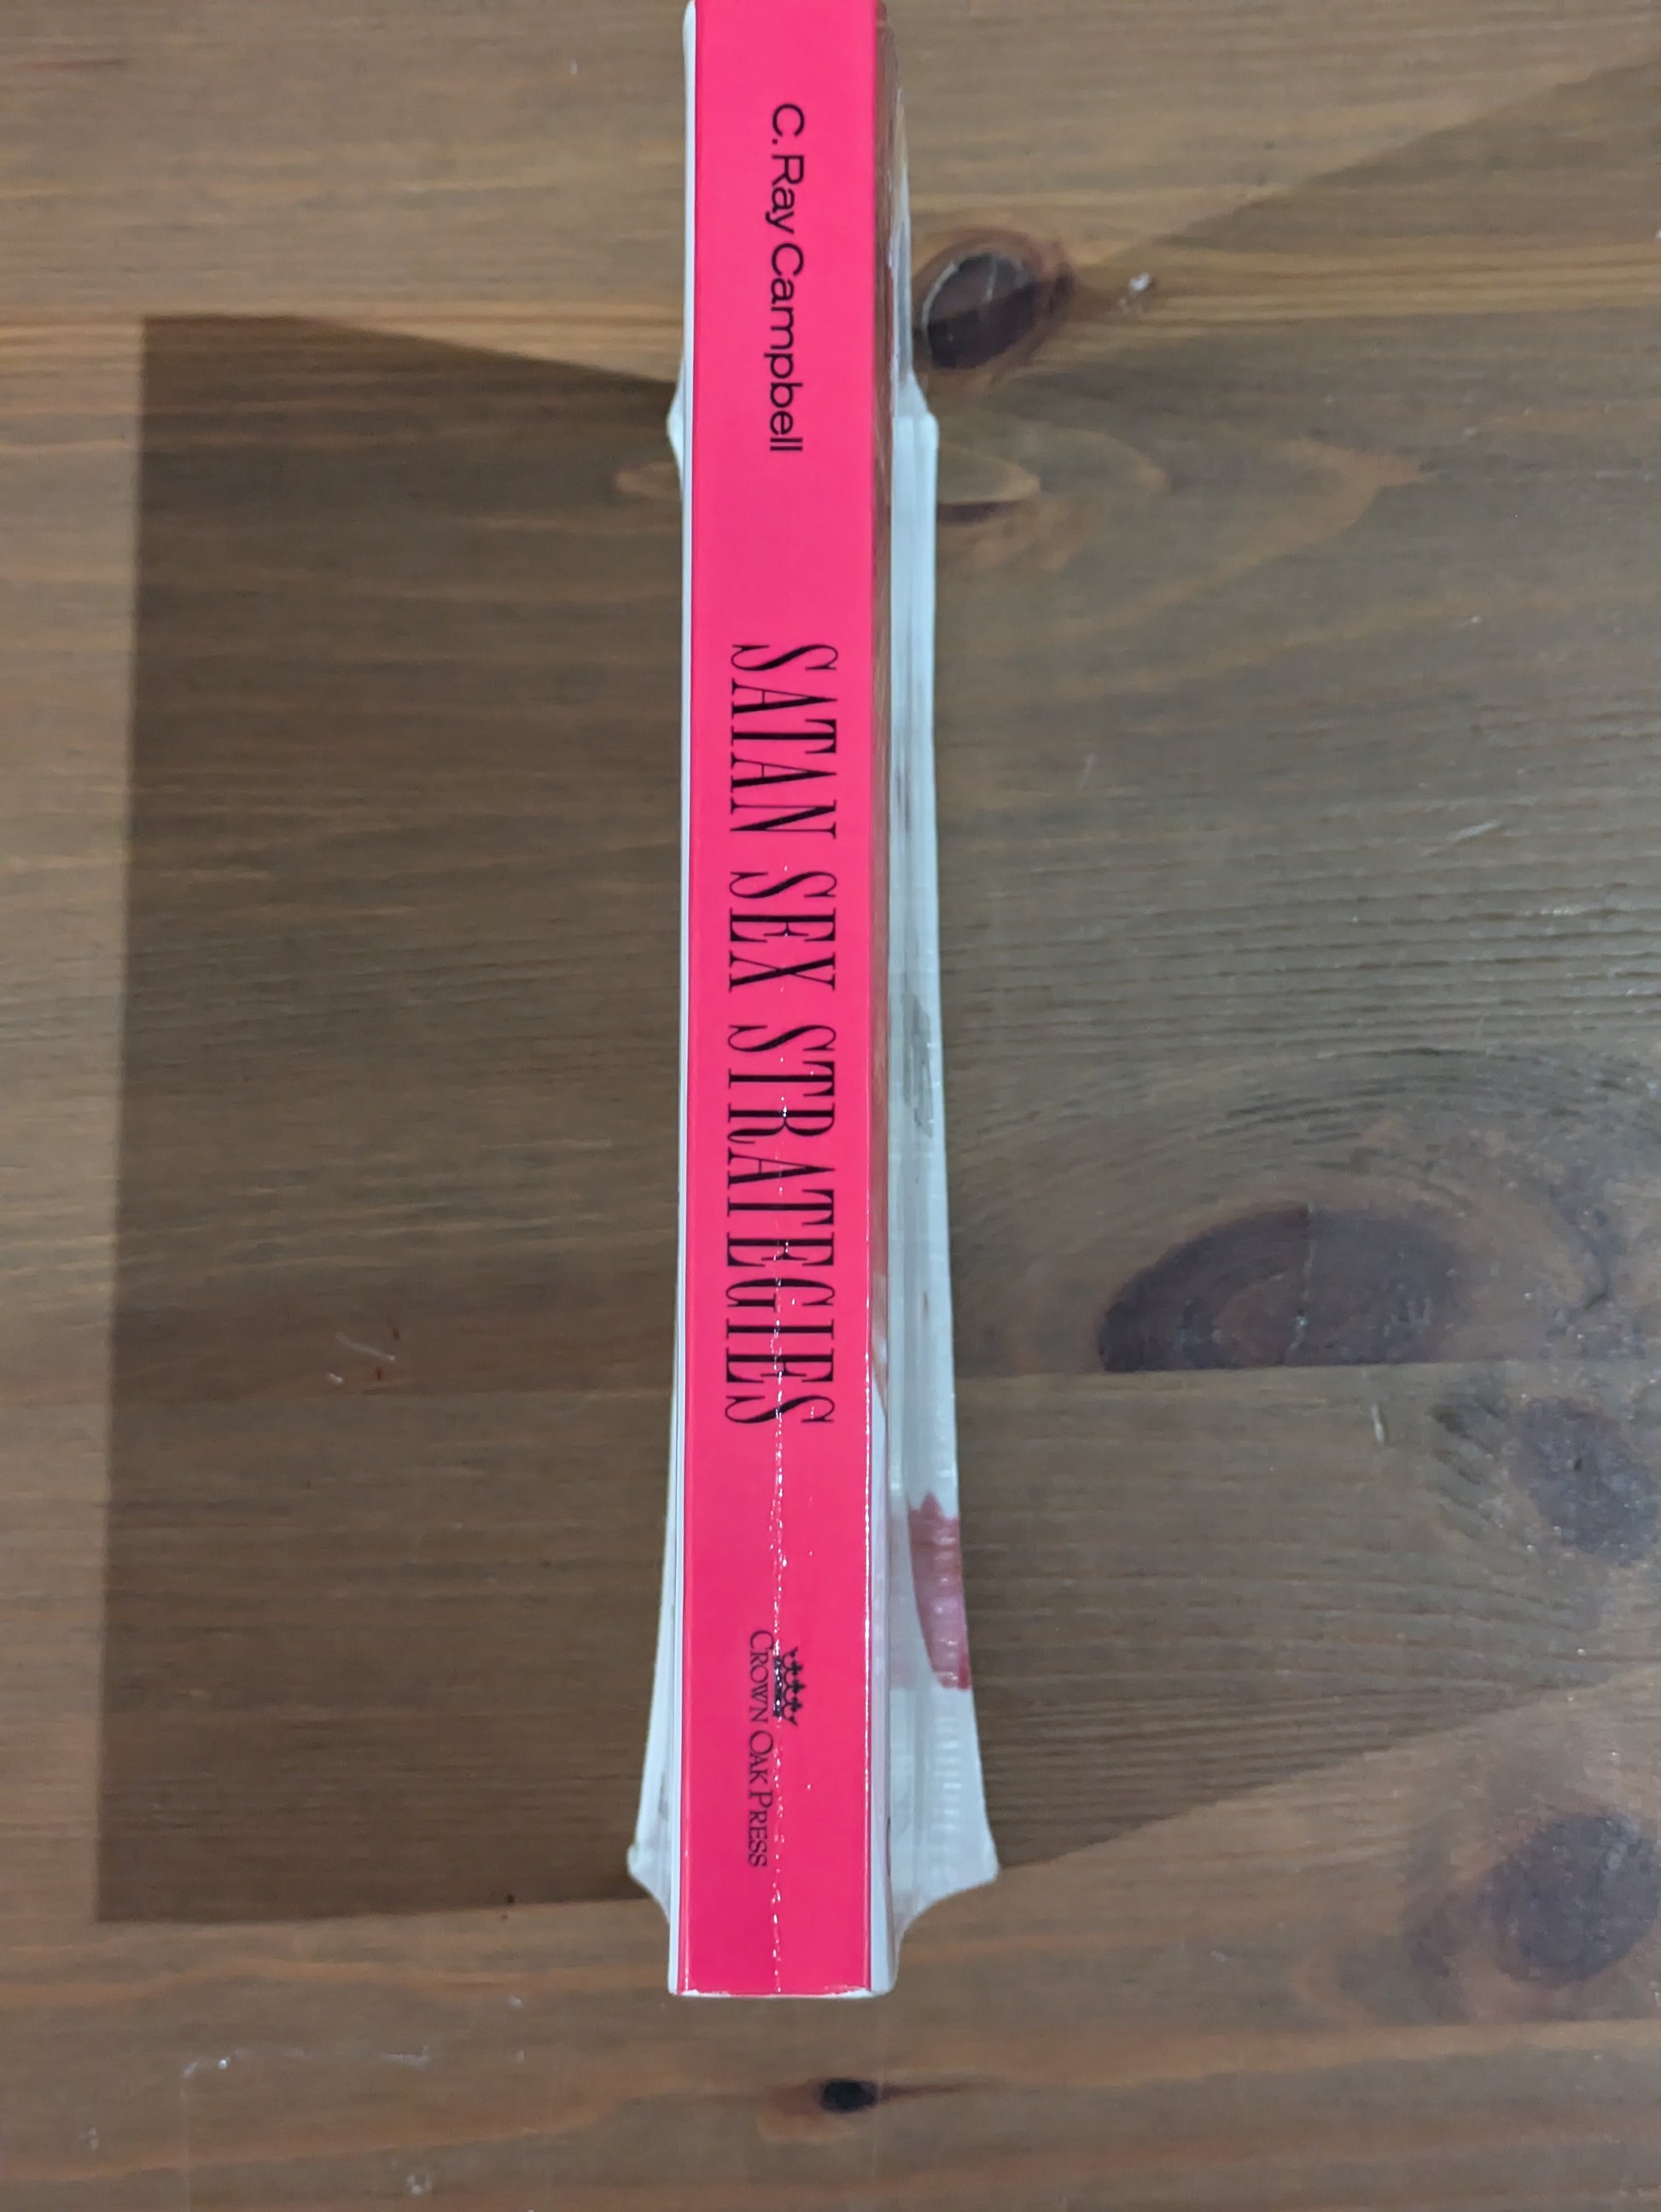 C. Ray Campbell
SATAN SEX STRATEGIES
CROWN OAK PRESS